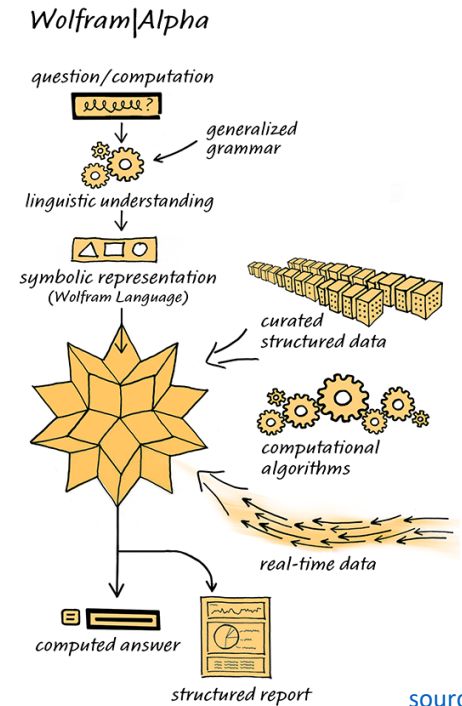 Wolfram|Alpha
question/computation
?
generalized
grammar
linguistic understanding
symbolic representation
(Wolfram Language)
curated
structured data
computational
algorithms
real-time data
computed answer
structured report